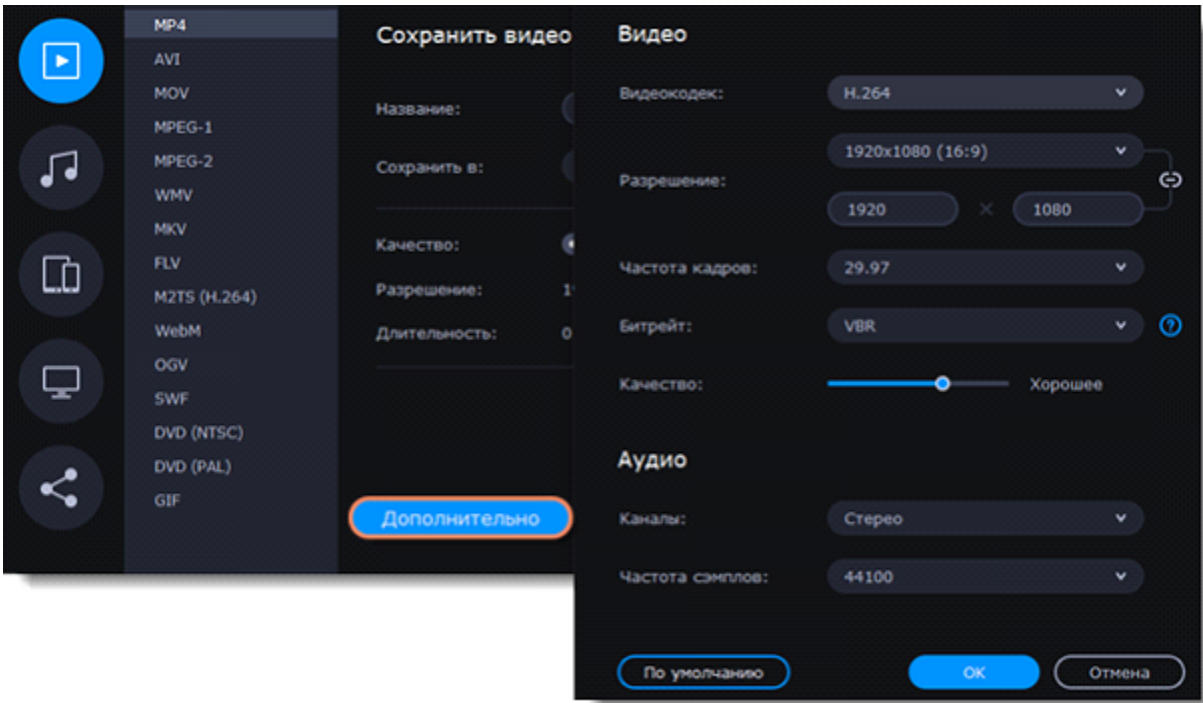 MP4
AVI
MOV
MPEG-1
MPEG-2
WMV
MKV
FLV
M2TS (H.264)
WebM
OGV
SWF
DVD (NTSC)
DVD (PAL)
GIF
Сохранить видео
Название:
Сохранить в:
Качество:
Разрешение: 19
Длительность: 0
Дополнительно
Видео
Видеокодек: H.264
1920x1080 (16:9)
Разрешение:
1920 × 1080
Частота кадров: 29.97
Битрейт: VBR ?
Качество: Хорошее
Аудио
Каналы: Стерео
Частота сэмплов: 44100
По умолчанию OK Отмена